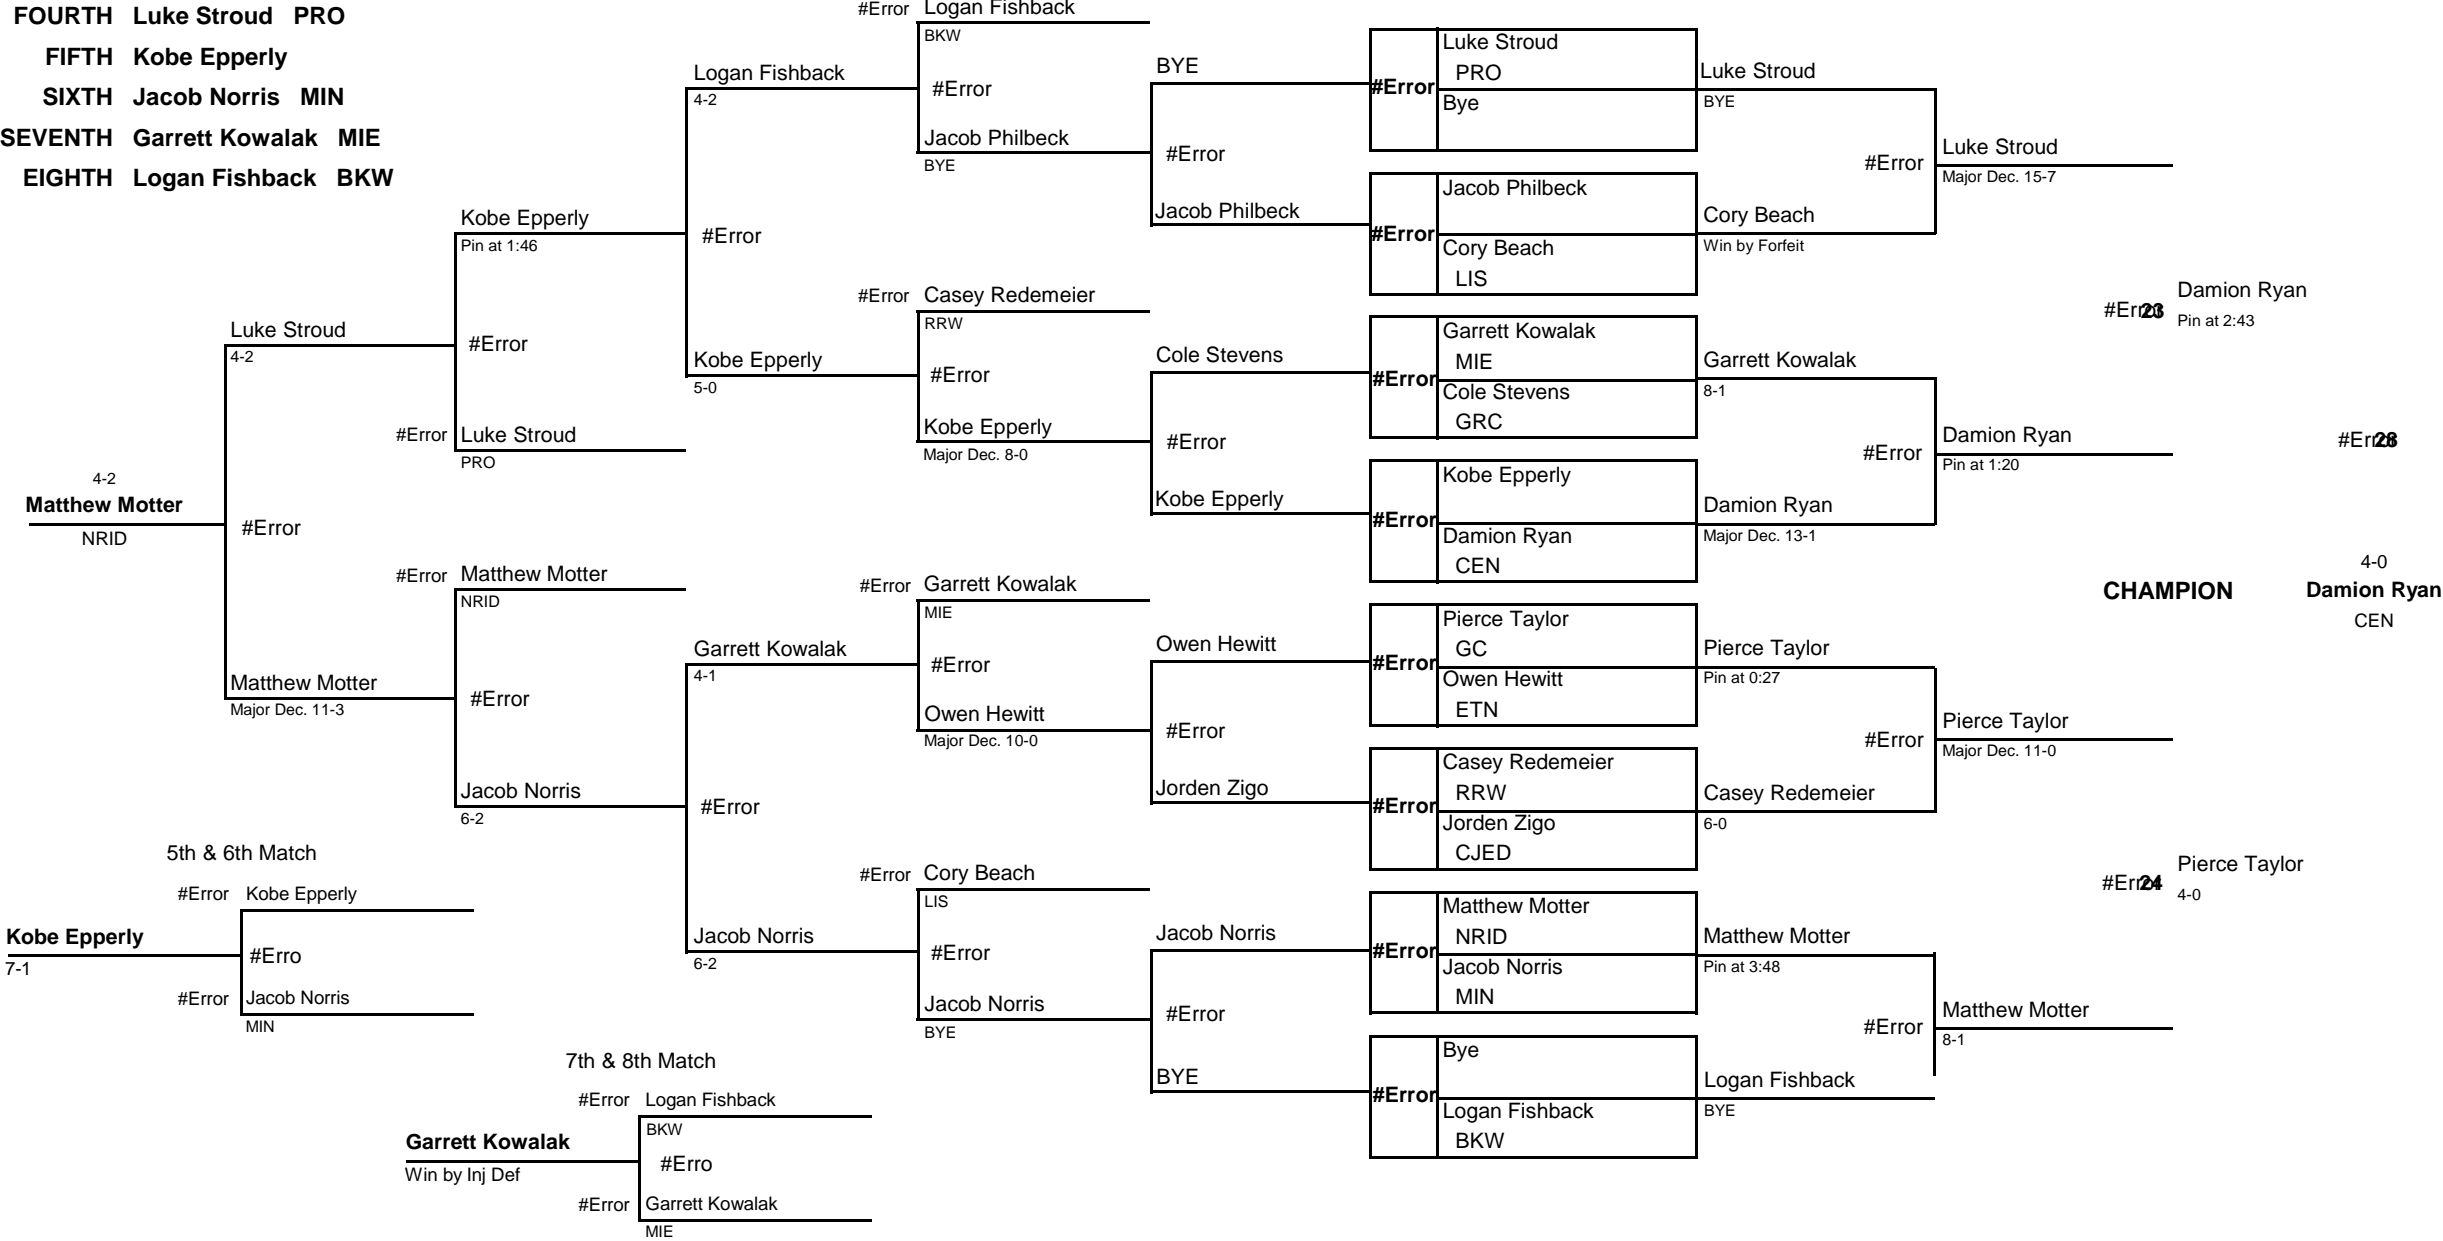 FOURTH Luke Stroud PRO
FIFTH Kobe Epperly
SIXTH Jacob Norris MIN
SEVENTH Garrett Kowalak MIE
EIGHTH Logan Fishback BKW
4-2
Matthew Motter
NRID
Luke Stroud
4-2
#Error
Matthew Motter
Major Dec. 11-3
Kobe Epperly
Pin at 1:46
#Error
#Error Luke Stroud
PRO
#Error Matthew Motter
NRID
#Error
Jacob Norris
6-2
Logan Fishback
4-2
#Error
Kobe Epperly
5-0
Garrett Kowalak
4-1
#Error
Jacob Norris
6-2
#Error Logan Fishback
BKW
#Error
Jacob Philbeck
BYE
#Error Casey Redemeier
RRW
#Error
Kobe Epperly
Major Dec. 8-0
#Error Garrett Kowalak
MIE
#Error
Owen Hewitt
Major Dec. 10-0
#Error Cory Beach
LIS
#Error
Jacob Norris
BYE
BYE
#Error
Jacob Philbeck
Cole Stevens
#Error
Kobe Epperly
Owen Hewitt
#Error
Jorden Zigo
Jacob Norris
#Error
BYE
Luke Stroud
PRO
#Error
Bye
Jacob Philbeck
#Error
Cory Beach
LIS
Garrett Kowalak
MIE
#Error
Cole Stevens
GRC
Kobe Epperly
#Error
Damion Ryan
CEN
Pierce Taylor
GC
#Error
Owen Hewitt
ETN
Casey Redemeier
RRW
#Error
Jorden Zigo
CJED
Matthew Motter
NRID
#Error
Jacob Norris
MIN
Bye
#Error
Logan Fishback
BKW
Luke Stroud
BYE
#Error
Cory Beach
Win by Forfeit
Garrett Kowalak
8-1
#Error
Damion Ryan
Major Dec. 13-1
Pierce Taylor
Pin at 0:27
#Error
Casey Redemeier
6-0
Matthew Motter
Pin at 3:48
#Error
Logan Fishback
BYE
Luke Stroud
Major Dec. 15-7
Damion Ryan
Pin at 1:20
Pierce Taylor
Major Dec. 11-0
Matthew Motter
8-1
Damion Ryan
#Error 23
Pin at 2:43
#Error 28
4-0
CHAMPION Damion Ryan
CEN
Pierce Taylor
#Error 24
4-0
5th & 6th Match
#Error Kobe Epperly
Kobe Epperly
7-1
#Erro
#Error Jacob Norris
MIN
7th & 8th Match
#Error Logan Fishback
BKW
Garrett Kowalak
Win by Inj Def
#Erro
#Error Garrett Kowalak
MIE